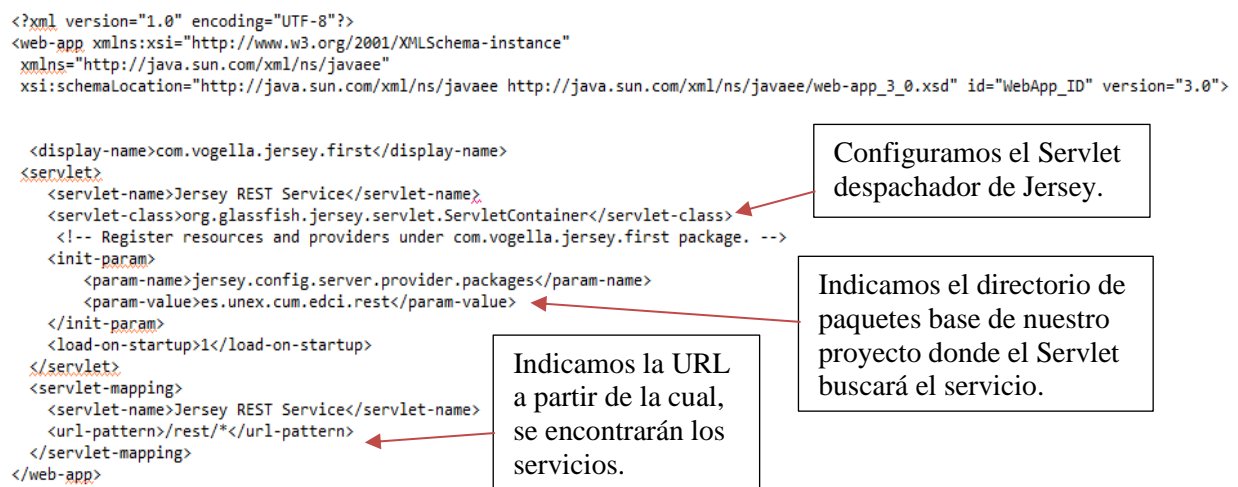 <?xml version="1.0" encoding="UTF-8"?>
<web-app xmlns:xsi="http://www.w3.org/2001/XMLSchema-instance"
xmlns="http://java.sun.com/xml/ns/javaee"
xsi:schemaLocation="http://java.sun.com/xml/ns/javaee http://java.sun.com/xml/ns/javaee/web-app_3_0.xsd" id="WebApp_ID" version="3.0">
<display-name>com.vogella.jersey.first</display-name>
<servlet>
<servlet-name>Jersey REST Service</servlet-name>
<servlet-class>org.glassfish.jersey.servlet.ServletContainer</servlet-class>
<!-- Register resources and providers under com.vogella.jersey.first package. -->
<init-param>
<param-name>jersey.config.server.provider.packages</param-name>
<param-value>es.unex.cum.edci.rest</param-value>
</init-param>
<load-on-startup>1</load-on-startup>
</servlet>
<servlet-mapping>
<servlet-name>Jersey REST Service</servlet-name>
<url-pattern>/rest/*</url-pattern>
</servlet-mapping>
</web-app>
Configuramos el Servlet
despachador de Jersey.
Indicamos el directorio de
paquetes base de nuestro
proyecto donde el Servlet
buscará el servicio.
Indicamos la URL
a partir de la cual,
se encontrarán los
servicios.